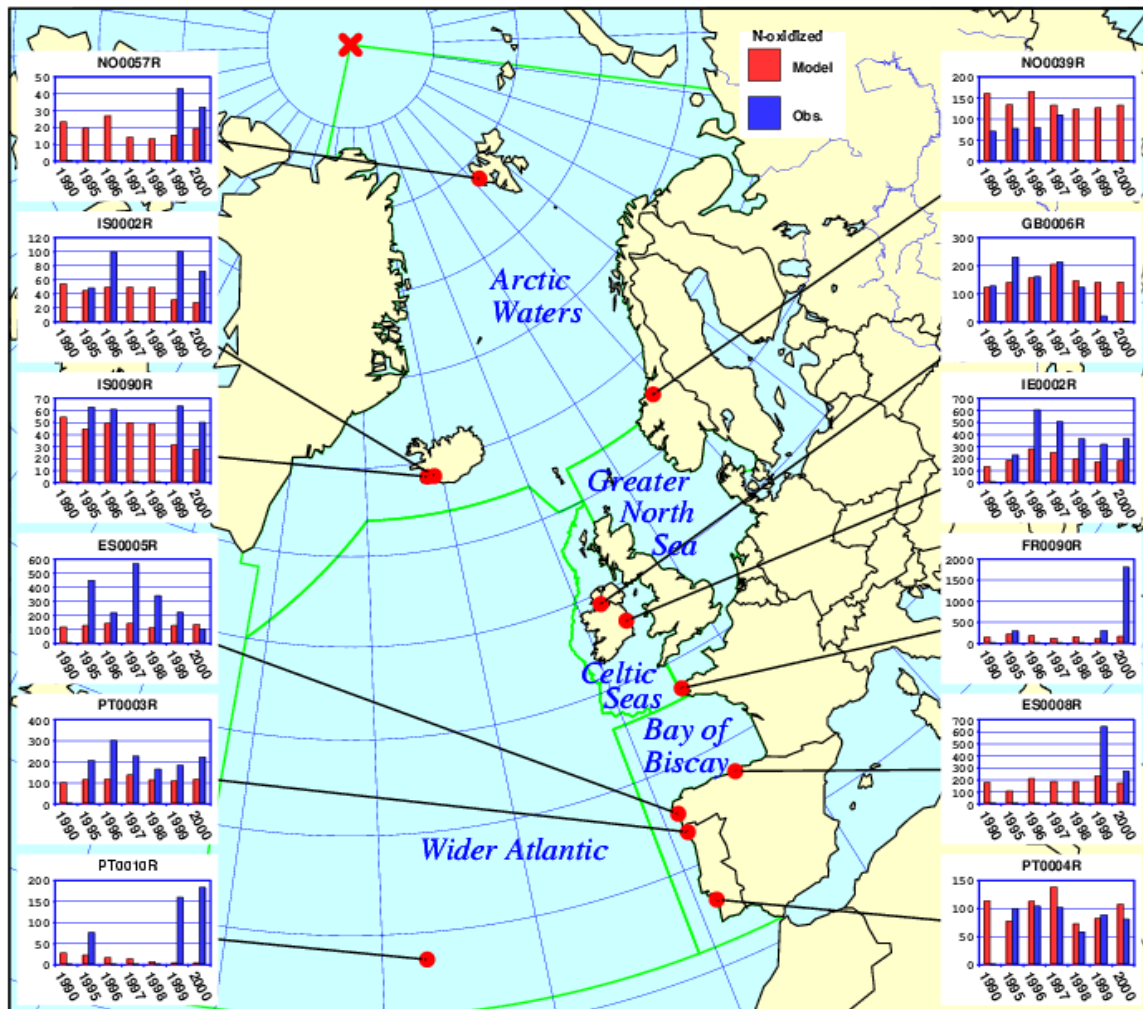 N-oxidized
Model
Obs.
NO0057R
50
40
30
20
10
0
1990 1995 1996 1997 1998 1999 2000
IS0002R
120
100
80
60
40
20
0
1990 1995 1996 1997 1998 1999 2000
IS0090R
70
60
50
40
30
20
10
0
1990 1995 1996 1997 1998 1999 2000
ES0005R
600
500
400
300
200
100
0
1990 1995 1996 1997 1998 1999 2000
PT0003R
400
300
200
100
0
1990 1995 1996 1997 1998 1999 2000
PT0010R
200
150
100
50
0
1990 1995 1996 1997 1998 1999 2000
Arctic
Waters
Greater
North
Sea
Celtic
Seas
Bay of
Biscay
Wider Atlantic
NO0039R
200
150
100
50
0
1990 1995 1996 1997 1998 1999 2000
GB0006R
300
200
100
0
1990 1995 1996 1997 1998 1999 2000
IE0002R
700
600
500
400
300
200
100
0
1990 1995 1996 1997 1998 1999 2000
FR0090R
2000
1500
1000
500
0
1990 1995 1996 1997 1998 1999 2000
ES0008R
700
600
500
400
300
200
100
0
1990 1995 1996 1997 1998 1999 2000
PT0004R
150
100
50
0
1990 1995 1996 1997 1998 1999 2000